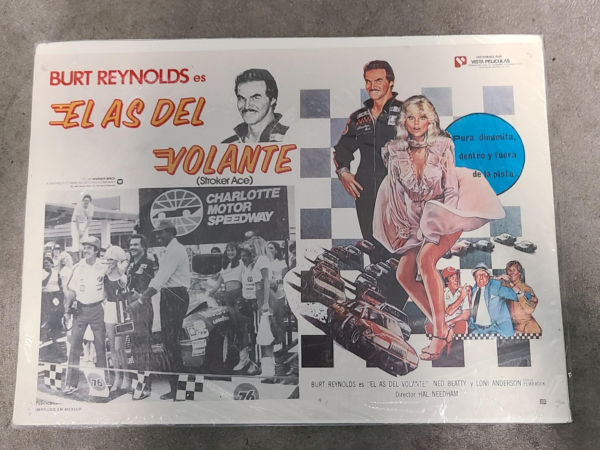 BURT REYNOLDS es
EL AS DEL
VOLANTE
(Stroker Ace)
VISTA PELICULAS
Pura dinamita,
dentro y fuera
de la pista.
CHARLOTTE
MOTOR
SPEEDWAY
76
76
BURT REYNOLDS es "EL AS DEL VOLANTE" NED BEATTY y LONI ANDERSON
Director HAL NEEDHAM
IMPRESO EN MEXICO